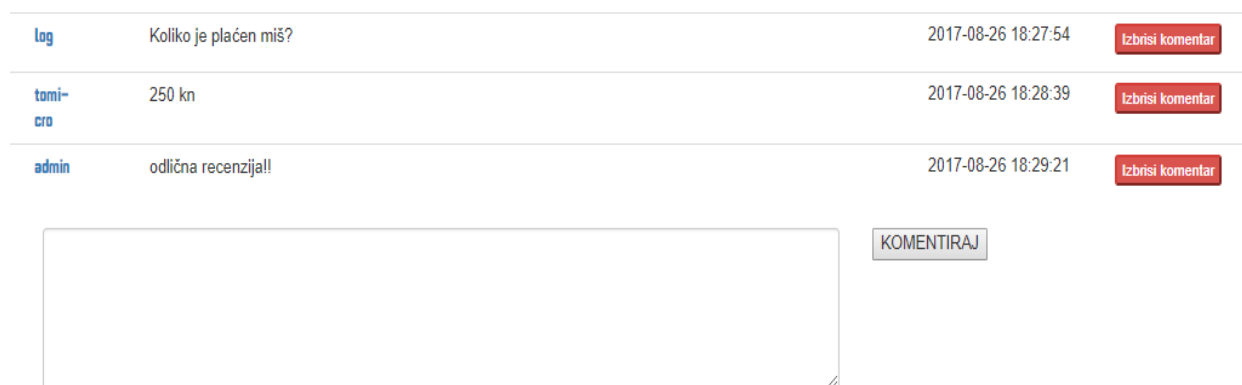 log Koliko je plaćen miš? 2017-08-26 18:27:54 Izbrisi komentar
tomi- 250 kn 2017-08-26 18:28:39 Izbrisi komentar
cro
admin odlična recenzija!! 2017-08-26 18:29:21 Izbrisi komentar
KOMENTIRAJ